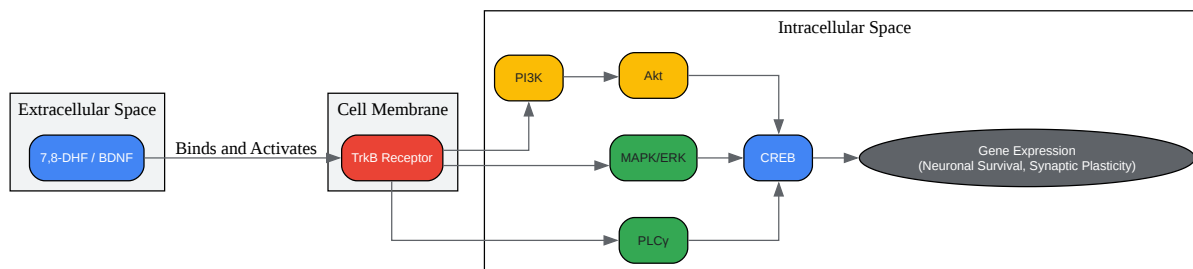 Intracellular Space
PI3K
Akt
Extracellular Space
Cell Membrane
7,8-DHF / BDNF
Binds and Activates
TrkB Receptor
MAPK/ERK
CREB
Gene Expression
(Neuronal Survival, Synaptic Plasticity)
PLCγ